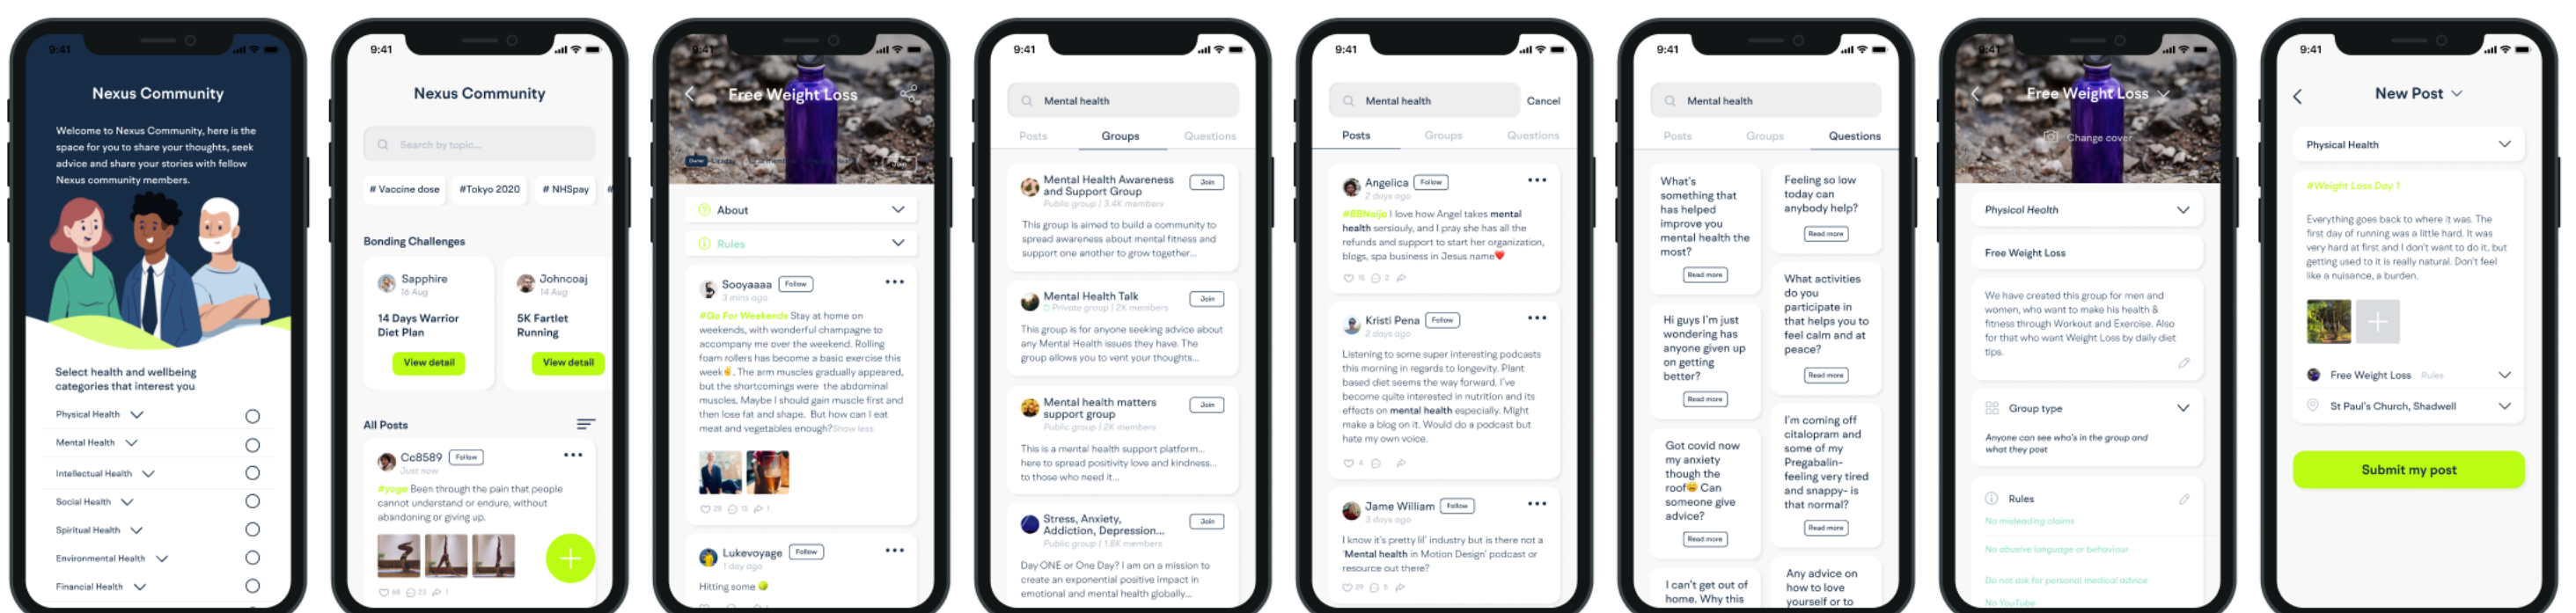 9:41
Nexus Community
Welcome to Nexus Community, here is the
space for you to share your thoughts, seek
advice and share your stories with fellow
Nexus community members.
Select health and wellbeing
categories that interest you
Physical Health
Mental Health
Intellectual Health
Social Health
Spiritual Health
Environmental Health
Financial Health
9:41
Nexus Community
Search by topic...
# Vaccine dose
#Tokyo 2020
# NHSpay
#
Bonding Challenges
Sapphire
16 Aug
14 Days Warrior
Diet Plan
View detail
Johncoaj
14 Aug
5K Fartlet
Running
View detail
All Posts
Cc8589
Follow
Just now
#yoga Been through the pain that people
cannot understand or endure, without
abandoning or giving up.
68 23 1
9:41
Free Weight Loss
Owner
Join
About
Rules
Sooyaaaa
Follow
3 mins ago
#Go For Weekends Stay at home on
weekends, with wonderful champagne to
accompany me over the weekend. Rolling
foam rollers has become a basic exercise this
week✌. The arm muscles gradually appeared,
but the shortcomings were the abdominal
muscles. Maybe I should gain muscle first and
then lose fat and shape. But how can I eat
meat and vegetables enough?Show less
28 13 1
Lukevoyage
Follow
1 day ago
Hitting some
9:41
Mental health
Posts
Groups
Questions
Mental Health Awareness
and Support Group
Join
Public group | 3.4K members
This group is aimed to build a community to
spread awareness about mental fitness and
support one another to grow together...
Mental Health Talk
Join
Private group | 2K members
This group is for anyone seeking advice about
any Mental Health issues they have. The
group allows you to vent your thoughts...
Mental health matters
support group
Join
Public group | 2K members
This is a mental health support platform...
here to spread positivity love and kindness...
to those who need it...
Stress, Anxiety,
Addiction, Depression...
Join
Public group | 1.8K members
Day ONE or One Day? I am on a mission to
create an exponential positive impact in
emotional and mental health globally...
9:41
Mental health
Cancel
Posts
Groups
Questions
Angelica
Follow
2 days ago
#BBNaija I love how Angel takes mental
health sersiouly, and I pray she has all the
refunds and support to start her organization,
blogs, spa business in Jesus name❤
15 2
Kristi Pena
Follow
2 days ago
Listening to some super interesting podcasts
this morning in regards to longevity. Plant
based diet seems the way forward. I've
become quite interested in nutrition and its
effects on mental health especially. Might
make a blog on it. Would do a podcast but
hate my own voice.
4
Jame William
Follow
3 days ago
I know it's pretty lil' industry but is there not a
'Mental health in Motion Design' podcast or
resource out there?
29 5
9:41
Mental health
Posts
Groups
Questions
What's
something that
has helped
improve you
mental health the
most?
Read more
Hi guys I'm just
wondering has
anyone given up
on getting
better?
Read more
Got covid now
my anxiety
though the
roof Can
someone give
advice?
Read more
I can't get out of
home. Why this
Feeling so low
today can
anybody help?
Read more
What activities
do you
participate in
that helps you to
feel calm and at
peace?
Read more
I'm coming off
citalopram and
some of my
Pregabalin-
feeling very tired
and snappy- is
that normal?
Read more
Any advice on
how to love
yourself or to
9:41
Free Weight Loss
Change cover
Physical Health
Free Weight Loss
We have created this group for men and
women, who want to make his health &
fitness through Workout and Exercise. Also
for that who want Weight Loss by daily diet
tips.
Group type
Anyone can see who's in the group and
what they post
Rules
No misleading claims
No abusive language or behaviour
Do not ask for personal medical advice
No YouTube
9:41
New Post
Physical Health
#Weight Loss Day 1
Everything goes back to where it was. The
first day of running was a little hard. It was
very hard at first and I don't want to do it, but
getting used to it is really natural. Don't feel
like a nuisance, a burden.
Free Weight Loss Rules
St Paul's Church, Shadwell
Submit my post